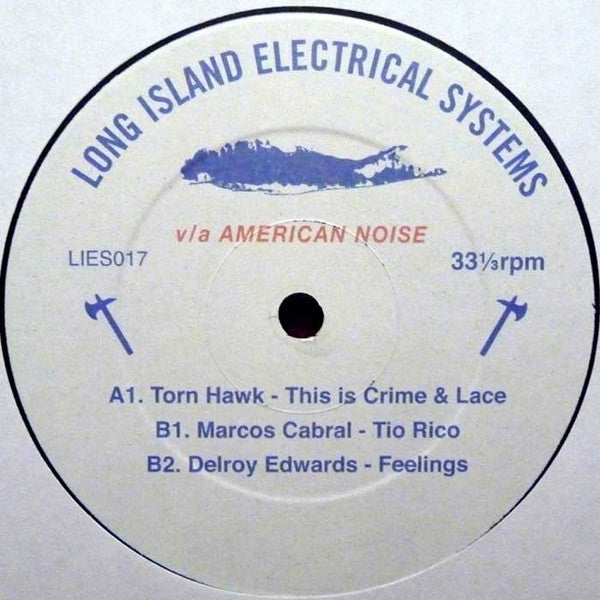 LONG ISLAND ELECTRICAL SYSTEMS
v/a AMERICAN NOISE
LIES017
33⅓rpm
A1. Torn Hawk - This is Crime & Lace
B1. Marcos Cabral - Tio Rico
B2. Delroy Edwards - Feelings